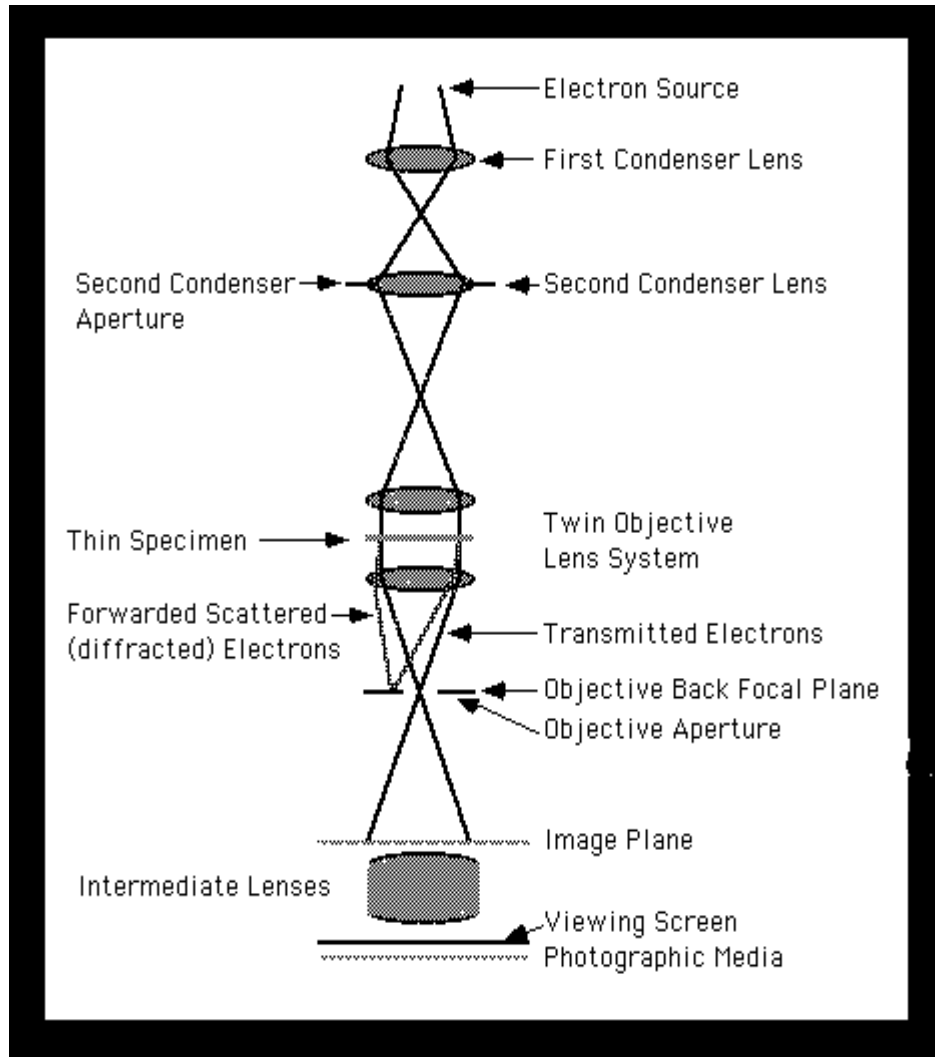 Electron Source
First Condenser Lens
Second Condenser
Aperture
Second Condenser Lens
Thin Specimen
Twin Objective
Lens System
Forwarded Scattered
(diffracted) Electrons
Transmitted Electrons
Objective Back Focal Plane
Objective Aperture
Image Plane
Intermediate Lenses
Viewing Screen
Photographic Media